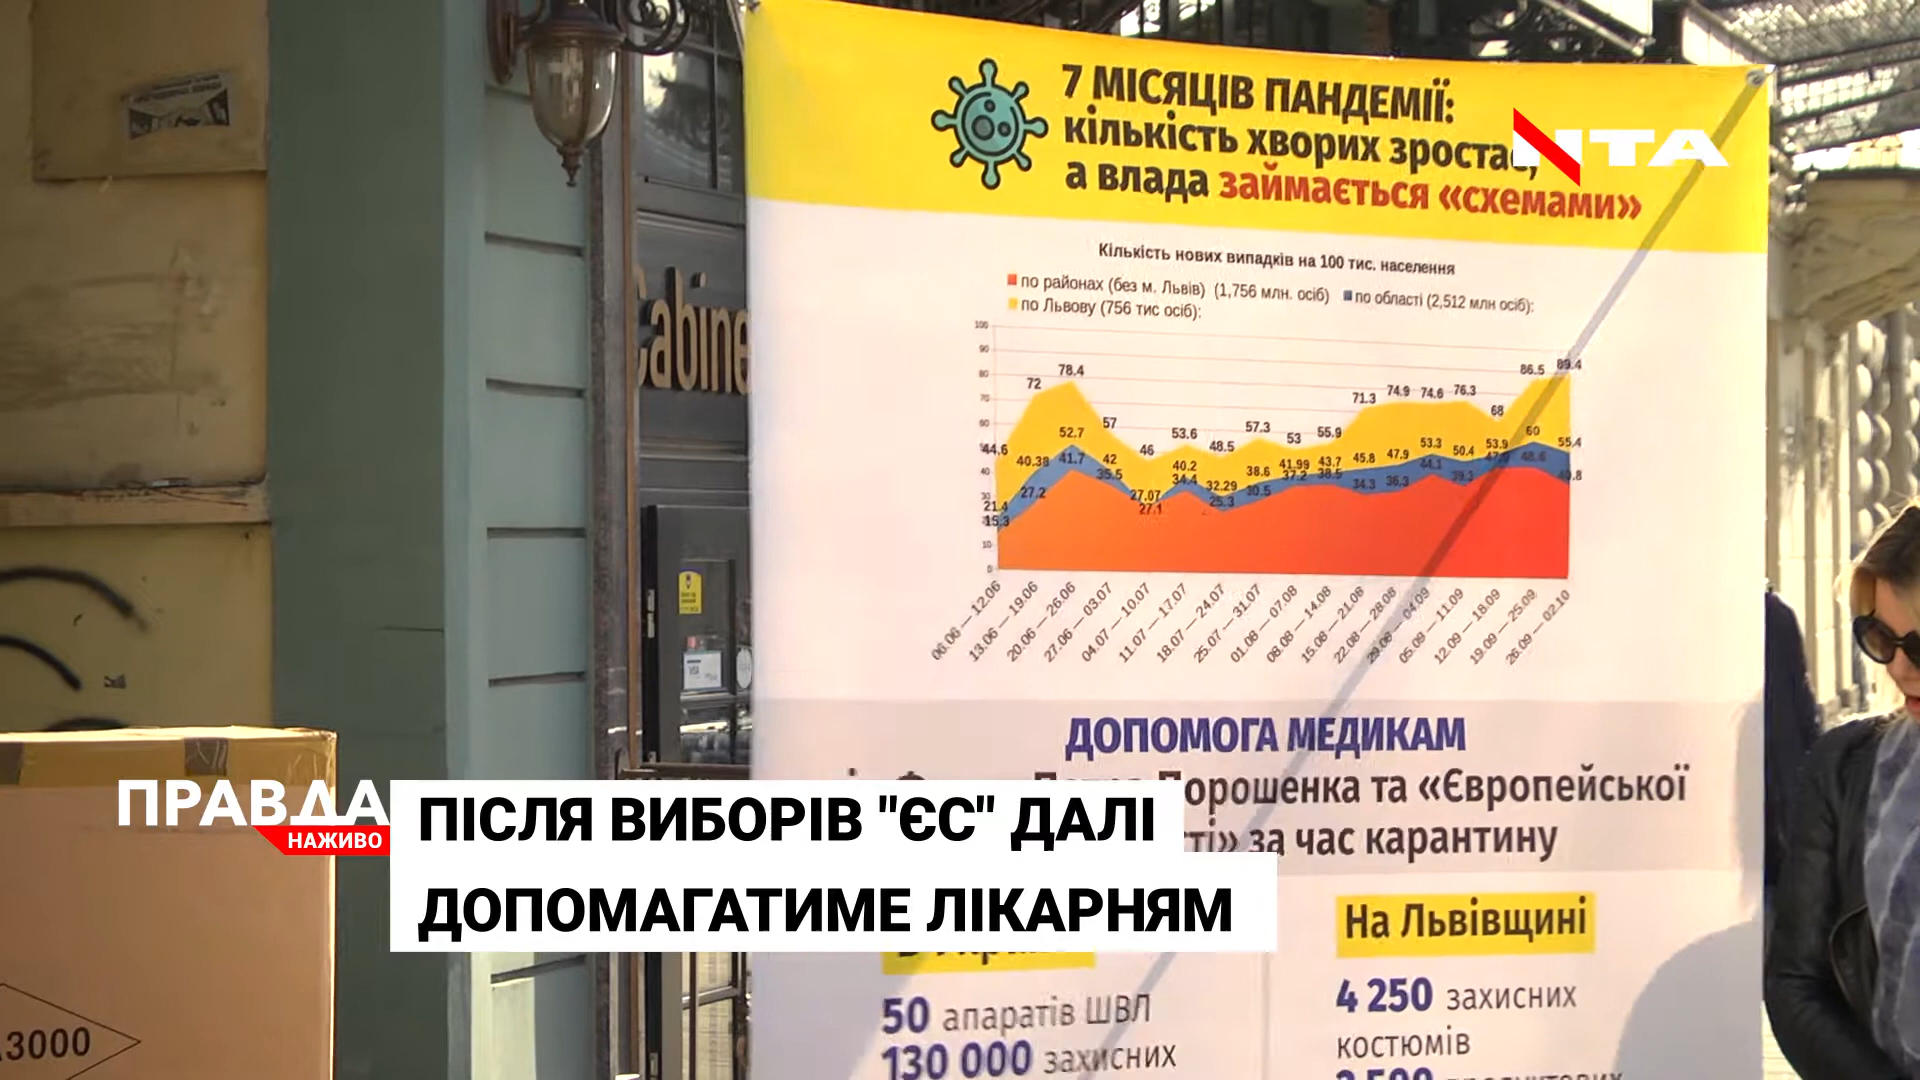 7 МІСЯЦІВ ПАНДЕМІЇ:
кількість хворих зростає,
а влада займається «схемами»
NTA
Кількість нових випадків на 100 тис. населення
по районах (без м. Львів) (1,756 млн. осіб) по області (2,512 млн осіб):
по Львову (756 тис осіб):
100
90
80
70
60
40
30
10
0
44.6 72 78.4 57 46 53.6 48.5 57.3 53 55.9 71.3 74.9 74.6 76.3 68 86.5 89.4
21.4 40.38 52.7 42 27.07 40.2 32.29 38.6 41.99 43.7 45.8 47.9 53.3 50.4 53.9 60 55.4
15.3 27.2 41.7 35.5 27.1 34.4 25.3 30.5 37.2 38.5 34.3 36.3 44.1 39.3 48.6 40.8
06.06 — 12.06
13.06 — 19.06
20.06 — 26.06
27.06 — 03.07
04.07 — 10.07
11.07 — 17.07
18.07 — 24.07
25.07 — 31.07
01.08 — 07.08
08.08 — 14.08
15.08 — 21.08
22.08 — 28.08
29.08 — 04.09
05.09 — 11.09
12.09 — 18.09
19.09 — 25.09
26.09 — 02.10
Cabine
ДОПОМОГА МЕДИКАМ
Порошенка та «Європейської
за час карантину
ПРАВДА
НАЖИВО
ПІСЛЯ ВИБОРІВ "ЄС" ДАЛІ
ДОПОМАГАТИМЕ ЛІКАРНЯМ
50 апаратів ШВЛ
130 000 захисних
На Львівщині
4 250 захисних
костюмів
A3000